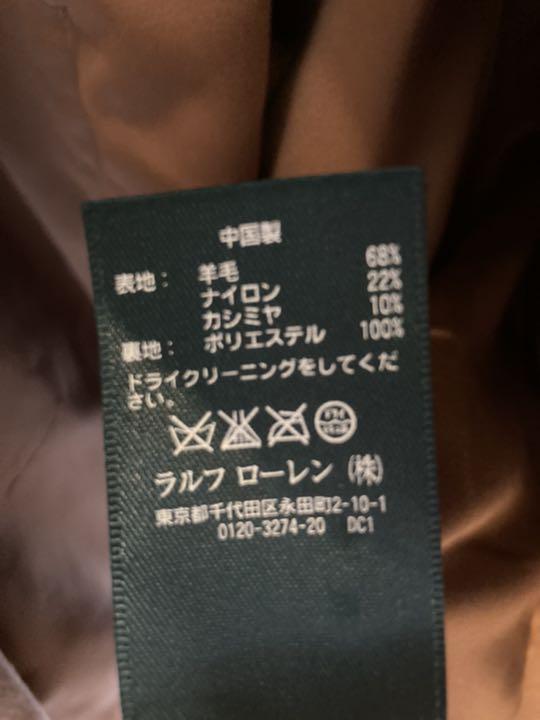 中国製
表地： 羊毛 68%
ナイロン 22%
カシミヤ 10%
裏地： ポリエステル 100%
ドライクリーニングをしてくだ
さい。
ラルフ ローレン（株）
東京都千代田区永田町2-10-1
0120-3274-20 DC1